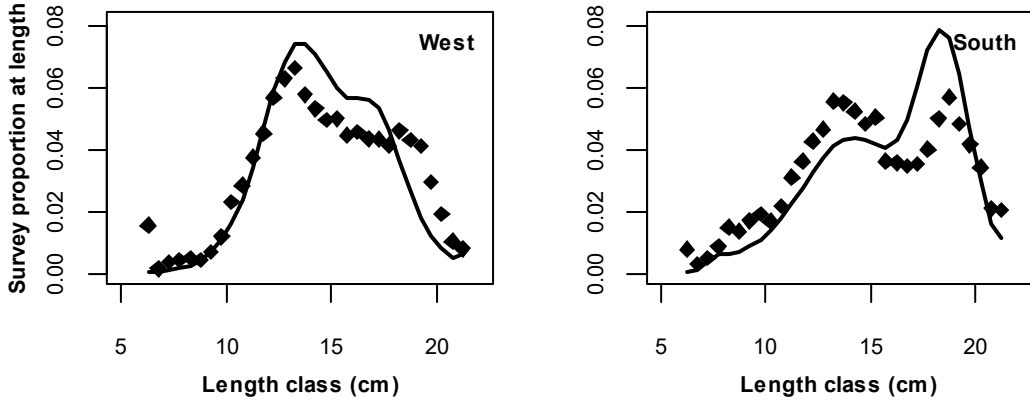 Survey proportion at length
0.00 0.02 0.04 0.06 0.08
West
5 10 15 20
Length class (cm)
0.00 0.02 0.04 0.06 0.08
South
5 10 15 20
Length class (cm)